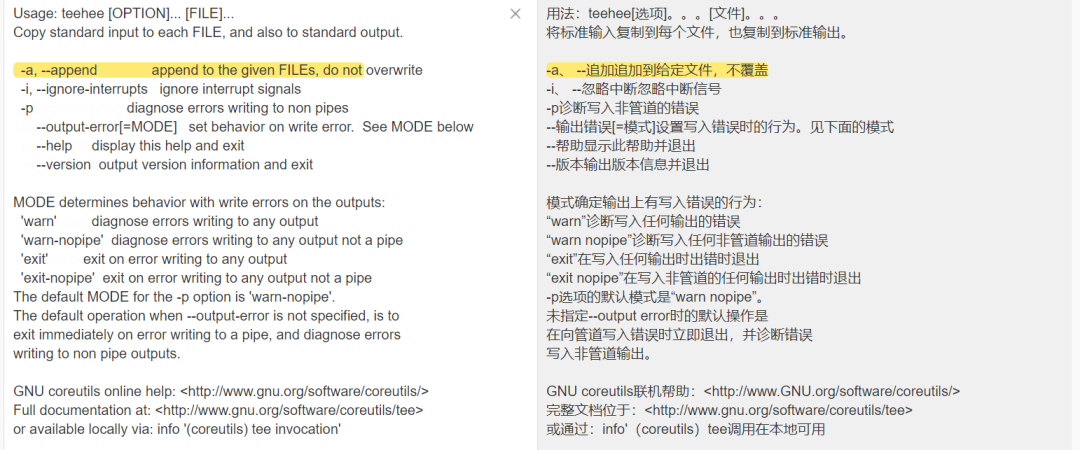 Usage: teehee [OPTION]... [FILE]...
Copy standard input to each FILE, and also to standard output.
-a, --append append to the given FILEs, do not overwrite
-i, --ignore-interrupts ignore interrupt signals
-p diagnose errors writing to non pipes
--output-error[=MODE] set behavior on write error. See MODE below
--help display this help and exit
--version output version information and exit
MODE determines behavior with write errors on the outputs:
'warn' diagnose errors writing to any output
'warn-nopipe' diagnose errors writing to any output not a pipe
'exit' exit on error writing to any output
'exit-nopipe' exit on error writing to any output not a pipe
The default MODE for the -p option is 'warn-nopipe'.
The default operation when --output-error is not specified, is to
exit immediately on error writing to a pipe, and diagnose errors
writing to non pipe outputs.
GNU coreutils online help: <http://www.gnu.org/software/coreutils/>
Full documentation at: <http://www.gnu.org/software/coreutils/tee>
or available locally via: info '(coreutils) tee invocation'
用法：teehee[选项]。。。[文件]。。。
将标准输入复制到每个文件，也复制到标准输出。
-a、 --追加追加到给定文件，不覆盖
-i、 --忽略中断忽略中断信号
-p诊断写入非管道的错误
--输出错误[=模式]设置写入错误时的行为。见下面的模式
--帮助显示此帮助并退出
--版本输出版本信息并退出
模式确定输出上有写入错误的行为：
“warn”诊断写入任何输出的错误
“warn nopipe”诊断写入任何非管道输出的错误
“exit”在写入任何输出时出错时退出
“exit nopipe”在写入非管道的任何输出时出错时退出
-p选项的默认模式是“warn nopipe”。
未指定--output error时的默认操作是
在向管道写入错误时立即退出，并诊断错误
写入非管道输出。
GNU coreutils联机帮助：<http://www.GNU.org/software/coreutils/>
完整文档位于：<http://www.gnu.org/software/coreutils/tee>
或通过：info'（coreutils）tee调用在本地可用